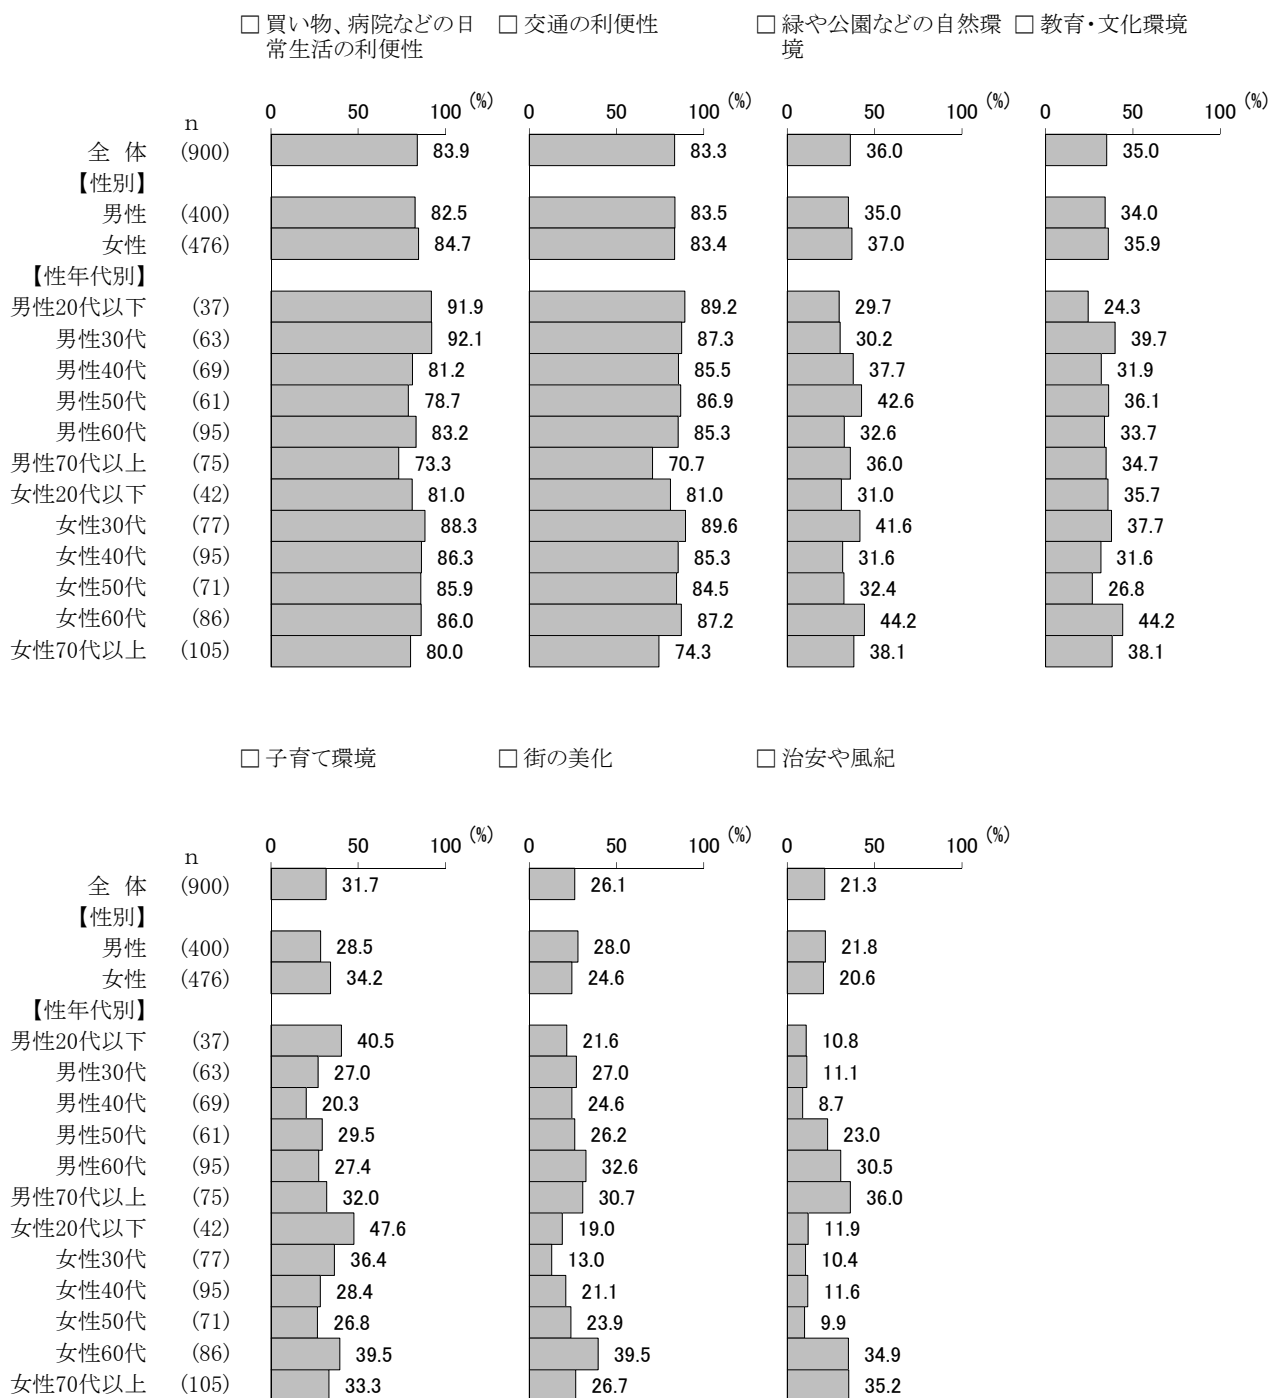 □ 買い物、病院などの日常生活の利便性 □ 交通の利便性 □ 緑や公園などの自然環境 □ 教育・文化環境
0 50 100 (%) 0 50 100 (%) 0 50 100 (%) 0 50 100 (%)
n
全 体 (900) 83.9 83.3 36.0 35.0
【性別】
男性 (400) 82.5 83.5 35.0 34.0
女性 (476) 84.7 83.4 37.0 35.9
【性年代別】
男性20代以下 (37) 91.9 89.2 29.7 24.3
男性30代 (63) 92.1 87.3 30.2 39.7
男性40代 (69) 81.2 85.5 37.7 31.9
男性50代 (61) 78.7 86.9 42.6 36.1
男性60代 (95) 83.2 85.3 32.6 33.7
男性70代以上 (75) 73.3 70.7 36.0 34.7
女性20代以下 (42) 81.0 81.0 31.0 35.7
女性30代 (77) 88.3 89.6 41.6 37.7
女性40代 (95) 86.3 85.3 31.6 31.6
女性50代 (71) 85.9 84.5 32.4 26.8
女性60代 (86) 86.0 87.2 44.2 44.2
女性70代以上 (105) 80.0 74.3 38.1 38.1
□ 子育て環境 □ 街の美化 □ 治安や風紀
0 50 100 (%) 0 50 100 (%) 0 50 100 (%)
n
全 体 (900) 31.7 26.1 21.3
【性別】
男性 (400) 28.5 28.0 21.8
女性 (476) 34.2 24.6 20.6
【性年代別】
男性20代以下 (37) 40.5 21.6 10.8
男性30代 (63) 27.0 27.0 11.1
男性40代 (69) 20.3 24.6 8.7
男性50代 (61) 29.5 26.2 23.0
男性60代 (95) 27.4 32.6 30.5
男性70代以上 (75) 32.0 30.7 36.0
女性20代以下 (42) 47.6 19.0 11.9
女性30代 (77) 36.4 13.0 10.4
女性40代 (95) 28.4 21.1 11.6
女性50代 (71) 26.8 23.9 9.9
女性60代 (86) 39.5 39.5 34.9
女性70代以上 (105) 33.3 26.7 35.2